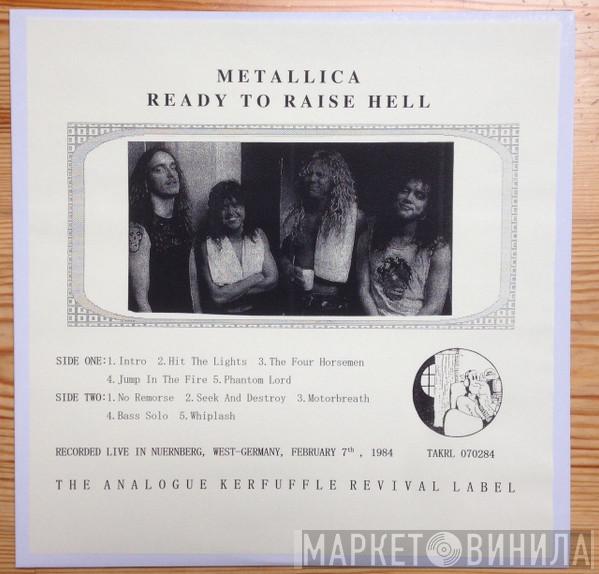 METALLICA
READY TO RAISE HELL
SIDE ONE:1.Intro 2.Hit The Lights 3.The Four Horsemen
4.Jump In The Fire 5.Phantom Lord
SIDE TWO:1.No Remorse 2.Seek And Destroy 3.Motorbreath
4.Bass Solo 5.Whiplash
RECORDED LIVE IN NUERNBERG, WEST-GERMANY, FEBRUARY 7th , 1984 TAKRL 070284
THE ANALOGUE KERFUFFLE REVIVAL LABEL
МАРКЕТ ВИНИЛА